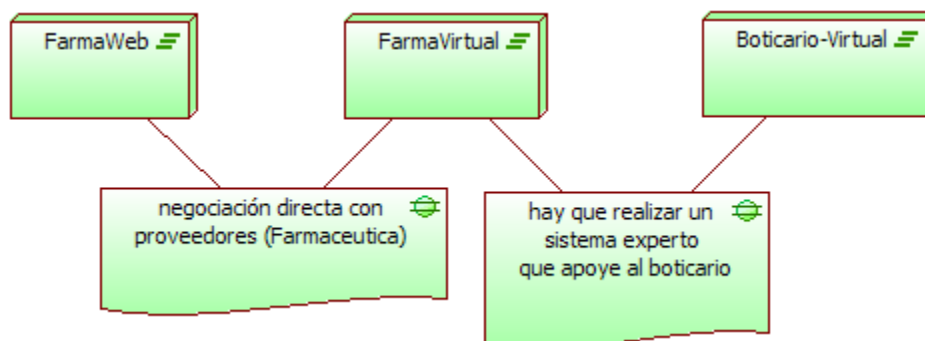 FarmaWeb
FarmaVirtual
Boticario-Virtual
negociación directa con
proveedores (Farmaceutica)
hay que realizar un
sistema experto
que apoye al boticario